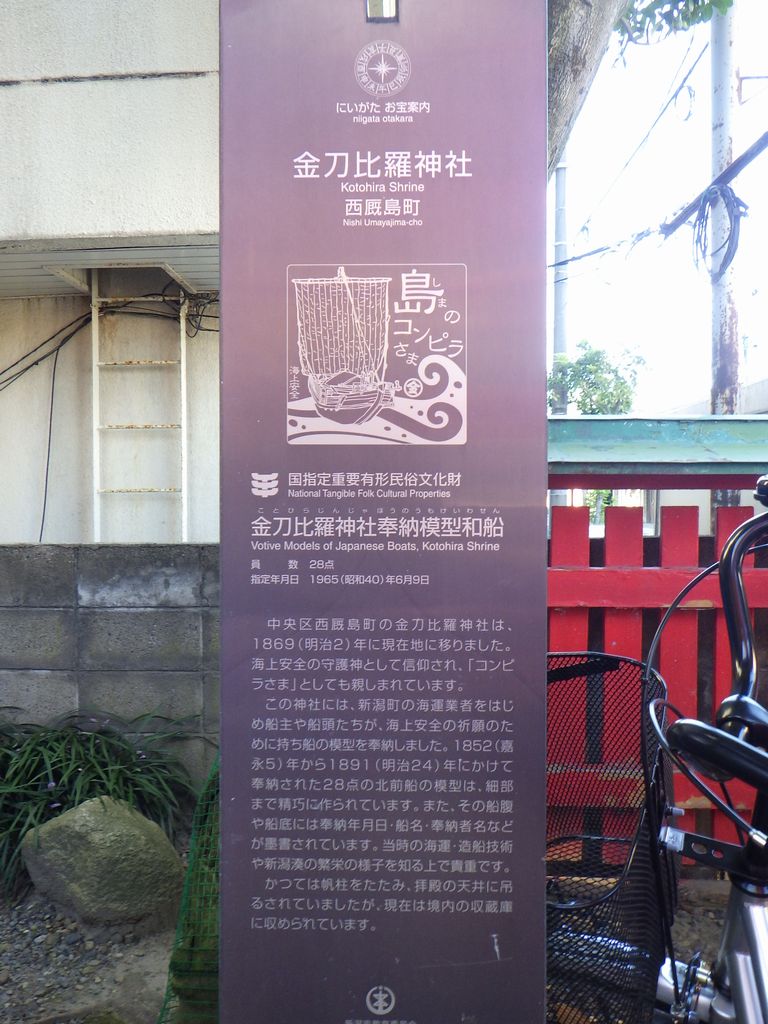 にいがた お宝案内
niigata otakara
金刀比羅神社
Kotohira Shrine
西厩島町
Nishi Umayajima-cho
島の
しま
コンピラ
さま
海上安全
金
国指定重要有形民俗文化財
National Tangible Folk Cultural Properties
ことひらじんじゃほうのうもけいわせん
金刀比羅神社奉納模型和船
Votive Models of Japanese Boats, Kotohira Shrine
員　数　28点
指定年月日　1965(昭和40)年6月9日
中央区西厩島町の金刀比羅神社は、
1869(明治2)年に現在地に移りました。
海上安全の守護神として信仰され、「コンピ
ラさま」としても親しまれています。
この神社には、新潟町の海運業者をはじ
め船主や船頭たちが、海上安全の祈願のた
めに持ち船の模型を奉納しました。1852(嘉
永5)年から1891(明治24)年にかけて
奉納された28点の北前船の模型は、細部
まで精巧に作られています。また、その船腹
や船底には奉納年月日・船名・奉納者名など
が墨書されています。当時の海運・造船技術
や新潟湊の繁栄の様子を知る上で貴重です。
かつては帆柱をたたみ、拝殿の天井に吊
るされていましたが、現在は境内の収蔵庫
に収められています。